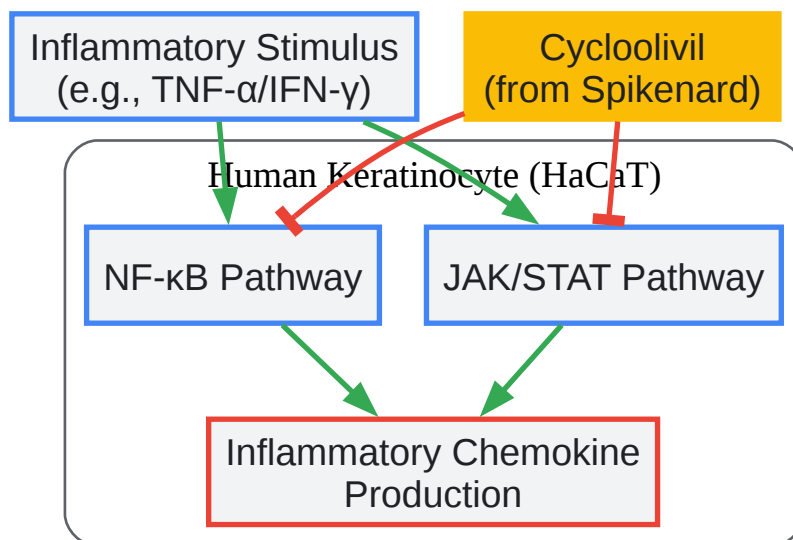 Inflammatory Stimulus
(e.g., TNF-α/IFN-γ)
Cycloolivil
(from Spikenard)
Human Keratinocyte (HaCaT)
NF-κB Pathway
JAK/STAT Pathway
Inflammatory Chemokine
Production